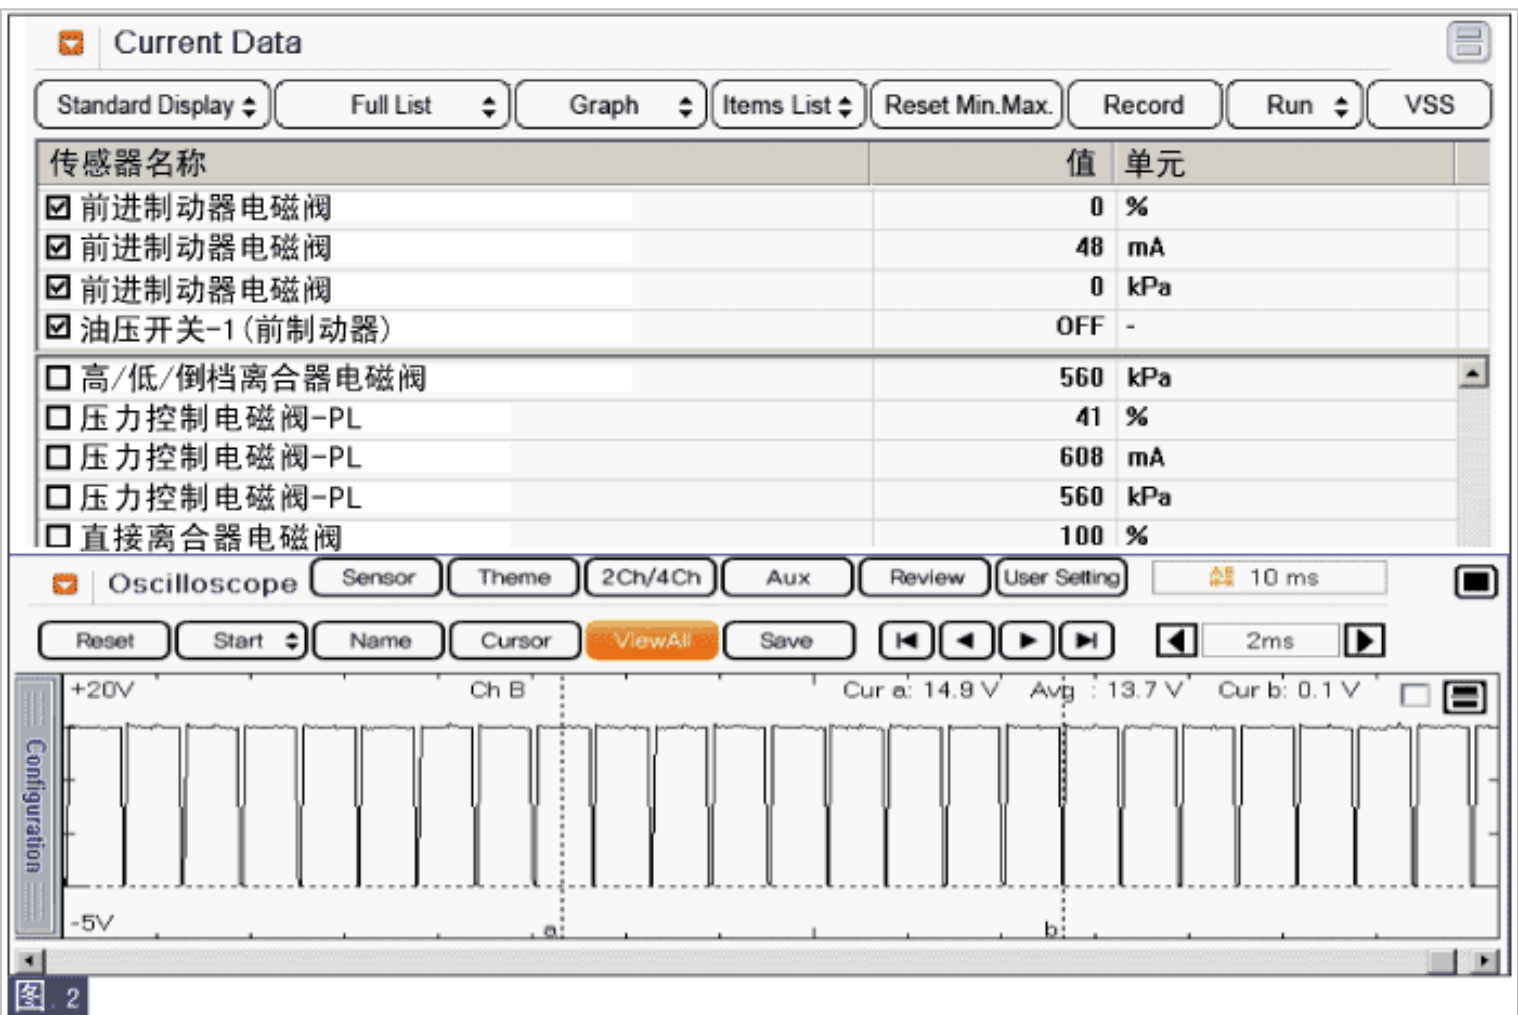 Current Data
Standard Display Full List Graph Items List Reset Min.Max. Record Run VSS
传感器名称 值 单元
前进制动器电磁阀 0 %
前进制动器电磁阀 48 mA
前进制动器电磁阀 0 kPa
油压开关-1(前制动器) OFF -
高/低/倒档离合器电磁阀 560 kPa
压力控制电磁阀-PL 41 %
压力控制电磁阀-PL 608 mA
压力控制电磁阀-PL 560 kPa
直接离合器电磁阀 100 %
Oscilloscope Sensor Theme 2Ch/4Ch Aux Review User Setting 10 ms
Reset Start Name Cursor ViewAll Save 2ms
+20V Ch B Cur a: 14.9 V Avg : 13.7 V Cur b: 0.1 V
Configuration
-5V a b
图.2